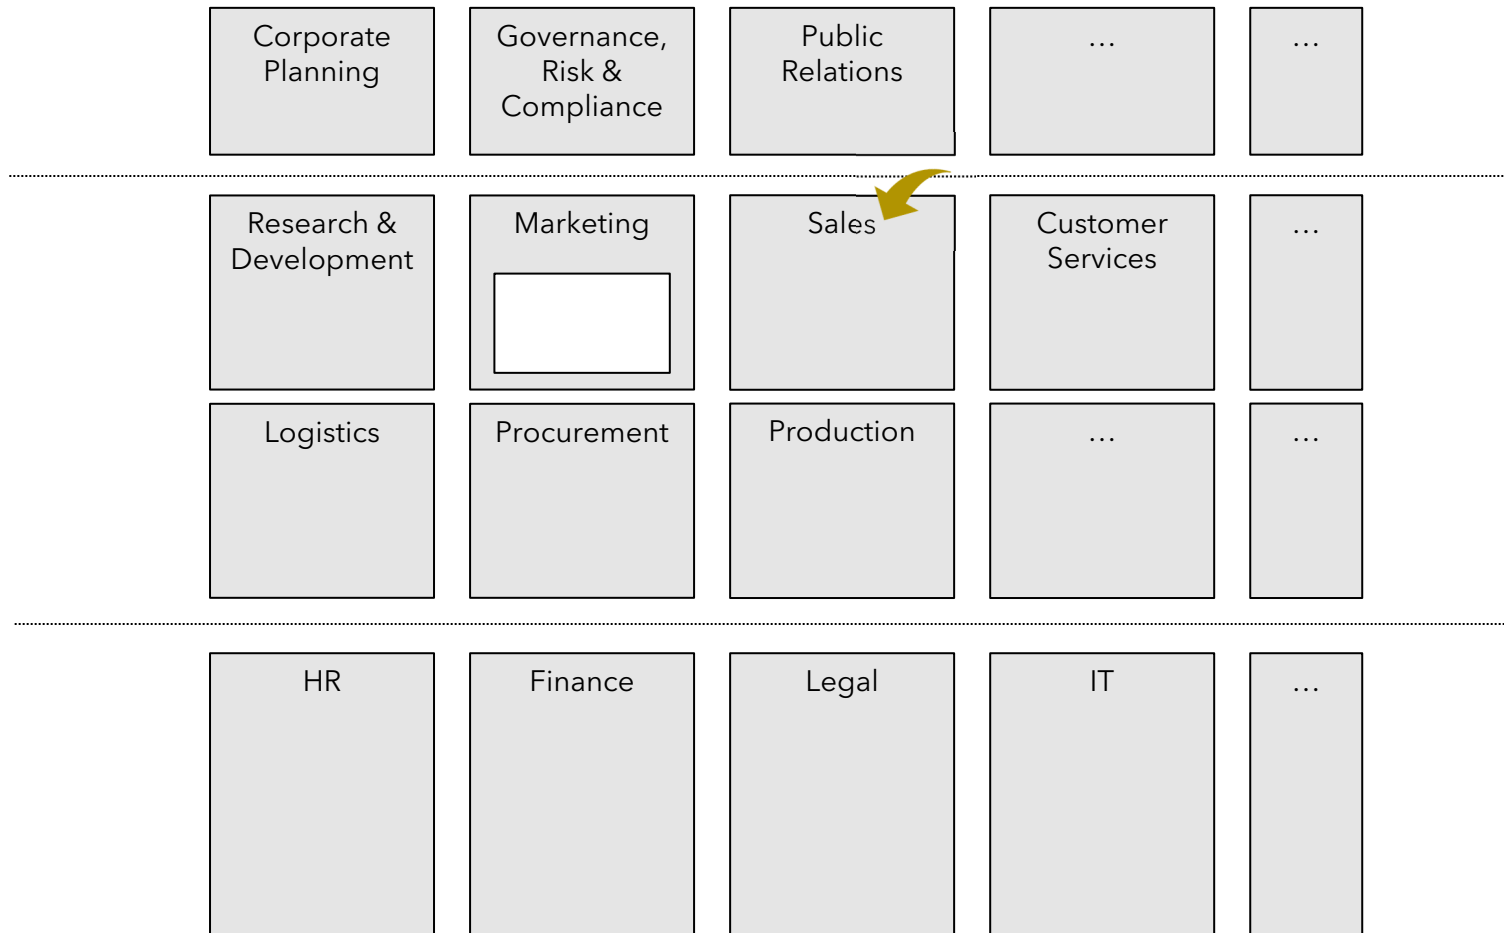 Corporate
Planning
Governance,
Risk &
Compliance
Public
Relations
…
…
Research &
Development
Marketing
Sales
Customer
Services
…
Logistics
Procurement
Production
…
…
HR
Finance
Legal
IT
…